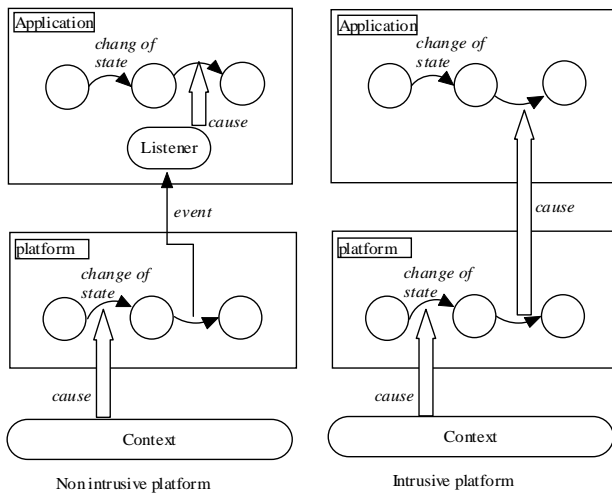 Application
chang of
state
cause
Listener
event
platform
change of
state
cause
Context
Non intrusive platform
Application
change of
state
cause
platform
change of
state
cause
Context
Intrusive platform